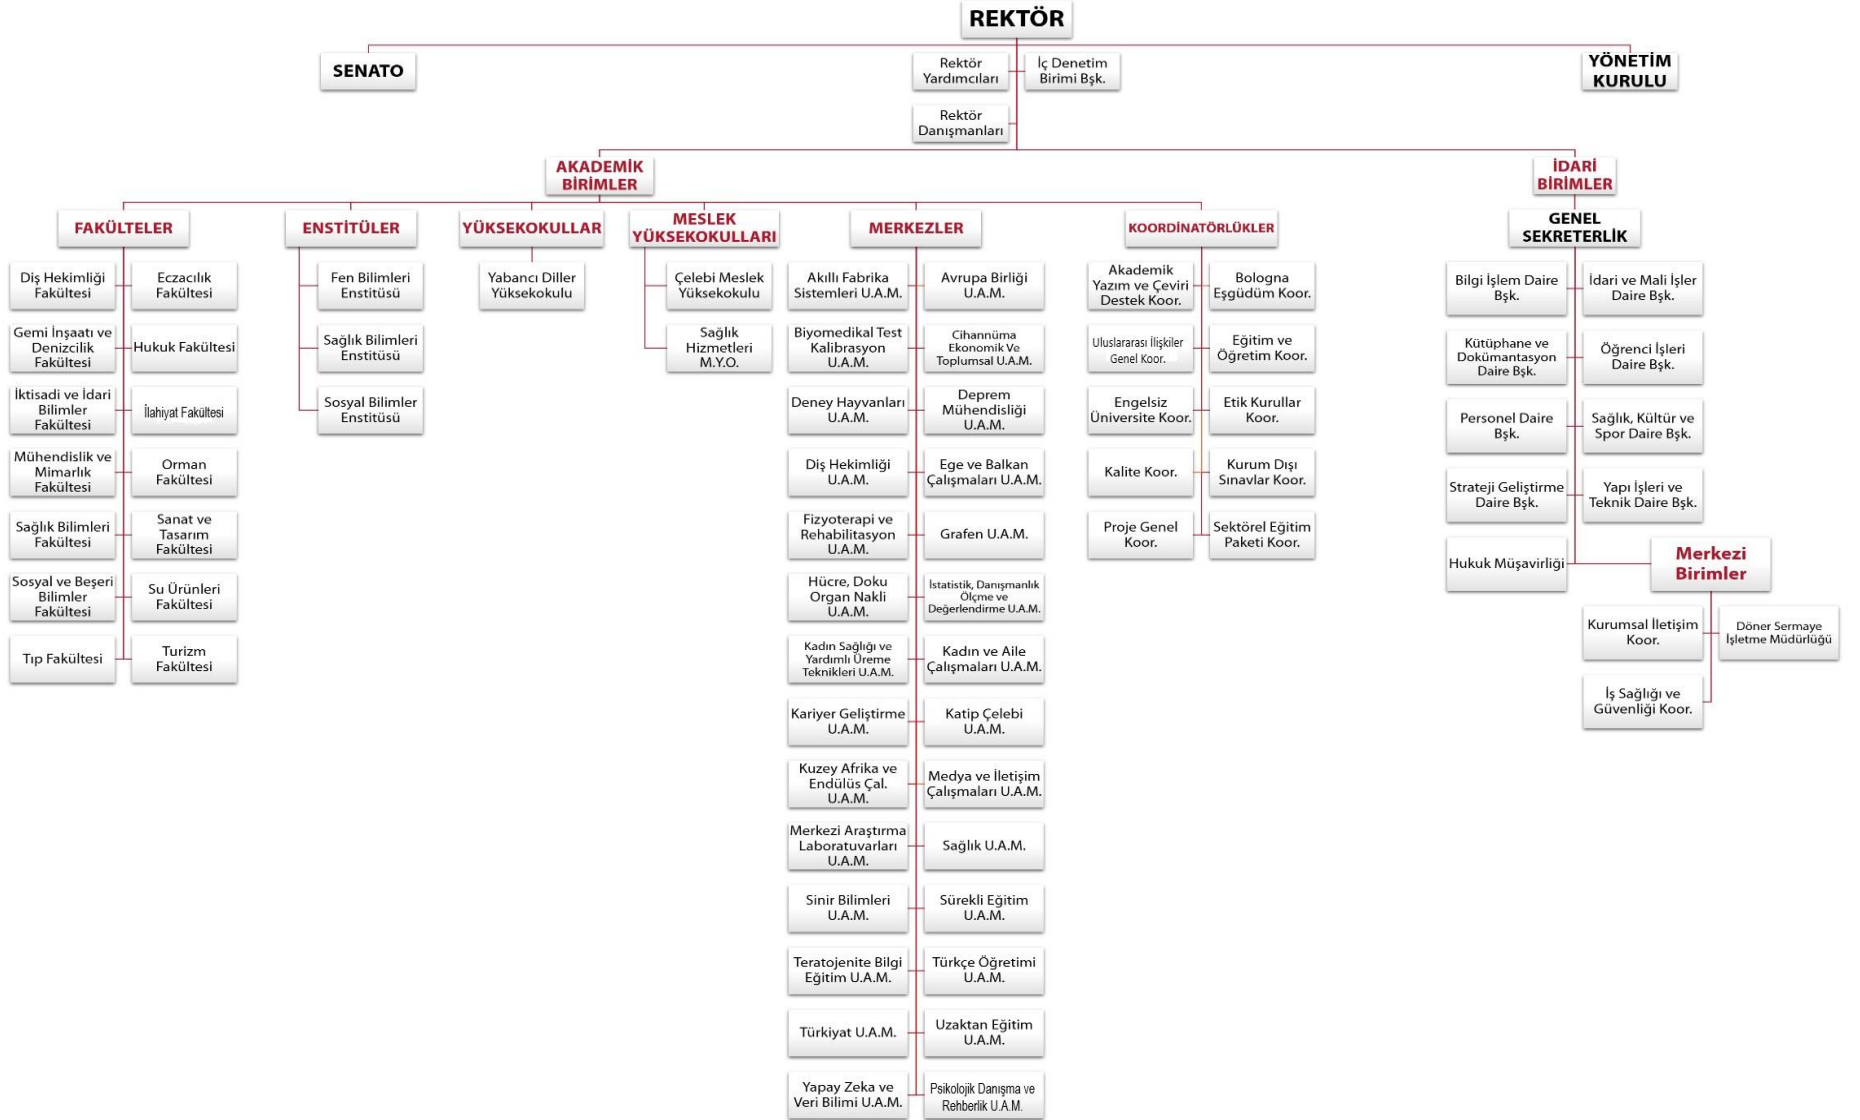 REKTÖR
SENATO
Rektör
Yardımcıları
İç Denetim
Birimi Bşk.
YÖNETİM
KURULU
Rektör
Danışmanları
AKADEMİK
BİRİMLER
İDARİ
BİRİMLER
FAKÜLTELER
ENSTİTÜLER
YÜKSEKOKULLAR
MESLEK
YÜKSEKOKULLARI
MERKEZLER
KOORDİNATÖRLÜKLER
GENEL
SEKRETERLİK
Diş Hekimliği
Fakültesi
Eczacılık
Fakültesi
Gemi İnşaatı ve
Denizcilik
Fakültesi
Hukuk Fakültesi
İktisadi ve İdari
Bilimler
Fakültesi
İlahiyat Fakültesi
Mühendislik ve
Mimarlık
Fakültesi
Orman
Fakültesi
Sağlık Bilimleri
Fakültesi
Sanat ve
Tasarım
Fakültesi
Sosyal ve Beşeri
Bilimler
Fakültesi
Su Ürünleri
Fakültesi
Tıp Fakültesi
Turizm
Fakültesi
Fen Bilimleri
Enstitüsü
Sağlık Bilimleri
Enstitüsü
Sosyal Bilimler
Enstitüsü
Yabancı Diller
Yüksekokulu
Çelebi Meslek
Yüksekokulu
Sağlık
Hizmetleri
M.Y.O.
Akıllı Fabrika
Sistemleri U.A.M.
Avrupa Birliği
U.A.M.
Biyomedikal Test
Kalibrasyon
U.A.M.
Cihannüma
Ekonomik Ve
Toplumsal U.A.M.
Deney Hayvanları
U.A.M.
Deprem
Mühendisliği
U.A.M.
Diş Hekimliği
U.A.M.
Ege ve Balkan
Çalışmaları U.A.M.
Fizyoterapi ve
Rehabilitasyon
U.A.M.
Grafen U.A.M.
Hücre, Doku
Organ Nakli
U.A.M.
İstatistik, Danışmanlık
Ölçme ve
Değerlendirme U.A.M.
Kadın Sağlığı ve
Yardımlı Üreme
Teknikleri U.A.M.
Kadın ve Aile
Çalışmaları U.A.M.
Kariyer Geliştirme
U.A.M.
Katip Çelebi
U.A.M.
Kuzey Afrika ve
Endülüs Çal.
U.A.M.
Medya ve İletişim
Çalışmaları U.A.M.
Merkezi Araştırma
Laboratuvarları
U.A.M.
Sağlık U.A.M.
Sinir Bilimleri
U.A.M.
Sürekli Eğitim
U.A.M.
Teratojenite Bilgi
Eğitim U.A.M.
Türkçe Öğretimi
U.A.M.
Türkiyat U.A.M.
Uzaktan Eğitim
U.A.M.
Yapay Zeka ve
Veri Bilimi U.A.M.
Psikolojik Danışma ve
Rehberlik U.A.M.
Akademik
Yazım ve Çeviri
Destek Koor.
Bologna
Eşgüdüm Koor.
Uluslararası İlişkiler
Genel Koor.
Eğitim ve
Öğretim Koor.
Engelsiz
Üniversite Koor.
Etik Kurullar
Koor.
Kalite Koor.
Kurum Dışı
Sınavlar Koor.
Proje Genel
Koor.
Sektörel Eğitim
Paketi Koor.
Bilgi İşlem Daire
Bşk.
İdari ve Mali İşler
Daire Bşk.
Kütüphane ve
Dokümantasyon
Daire Bşk.
Öğrenci İşleri
Daire Bşk.
Personel Daire
Bşk.
Sağlık, Kültür ve
Spor Daire Bşk.
Strateji Geliştirme
Daire Bşk.
Yapı İşleri ve
Teknik Daire Bşk.
Hukuk Müşavirliği
Merkezi
Birimler
Kurumsal İletişim
Koor.
Döner Sermaye
İşletme Müdürlüğü
İş Sağlığı ve
Güvenliği Koor.